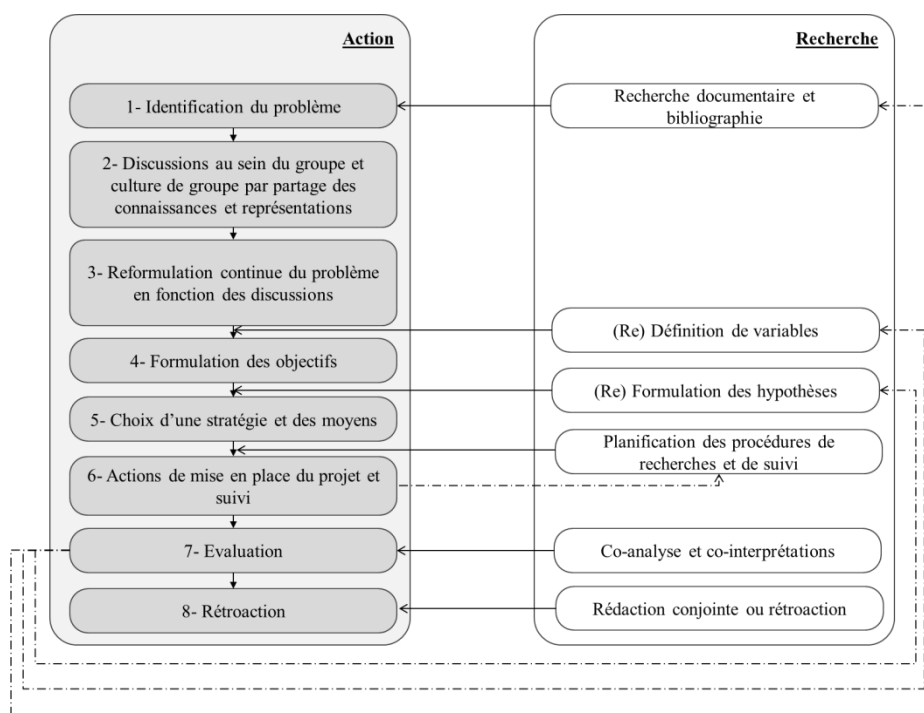 Action
1- Identification du problème
2- Discussions au sein du groupe et
culture de groupe par partage des
connaissances et représentations
3- Reformulation continue du problème
en fonction des discussions
4- Formulation des objectifs
5- Choix d’une stratégie et des moyens
6- Actions de mise en place du projet et
suivi
7- Evaluation
8- Rétroaction
Recherche
Recherche documentaire et
bibliographie
(Re) Définition de variables
(Re) Formulation des hypothèses
Planification des procédures de
recherches et de suivi
Co-analyse et co-interprétations
Rédaction conjointe ou rétroaction